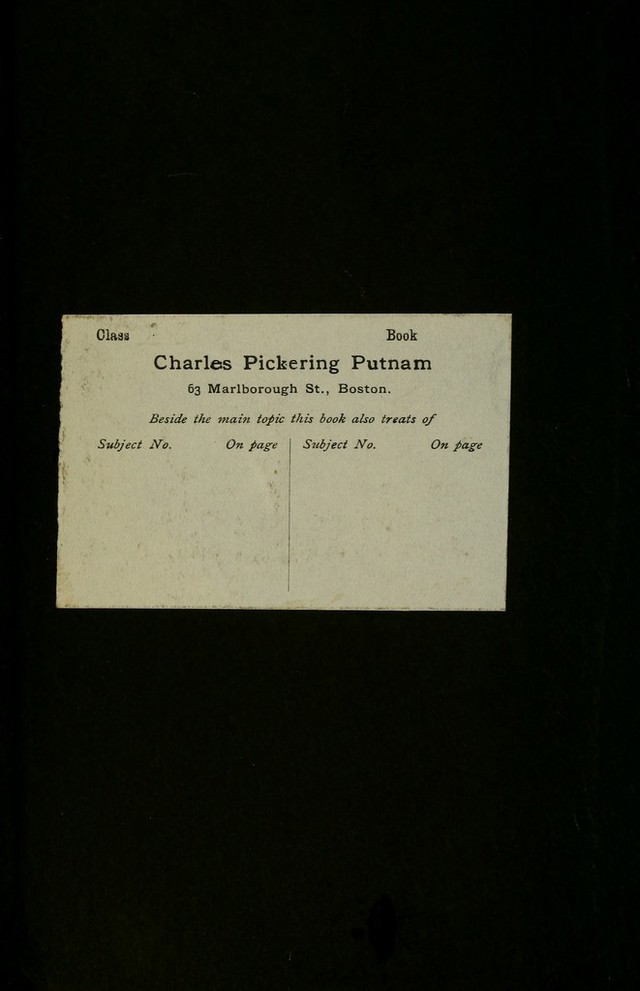 Class Book
Charles Pickering Putnam
63 Marlborough St., Boston.
Beside the main topic this book also treats of
Subject No. On page Subject No. On page